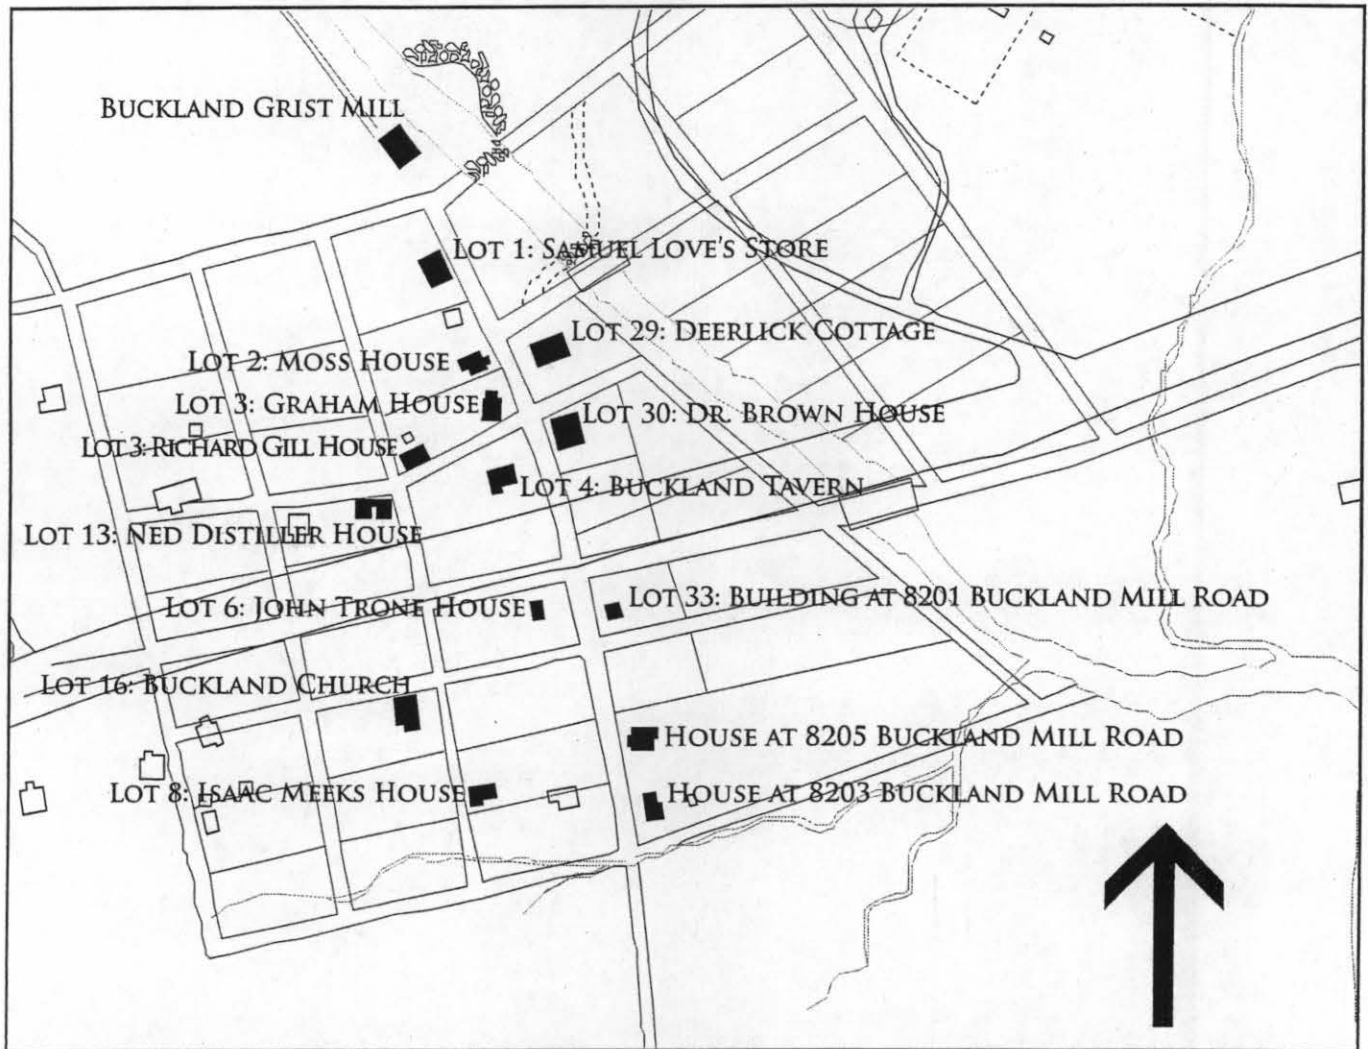 BUCKLAND GRIST MILL
LOT 1: SAMUEL LOVE'S STORE
LOT 29: DEERLICK COTTAGE
LOT 2: MOSS HOUSE
LOT 3: GRAHAM HOUSE
LOT 30: DR. BROWN HOUSE
LOT 3: RICHARD GILL HOUSE
LOT 4: BUCKLAND TAVERN
LOT 13: NED DISTILLER HOUSE
LOT 6: JOHN TRONE HOUSE
LOT 33: BUILDING AT 8201 BUCKLAND MILL ROAD
LOT 16: BUCKLAND CHURCH
HOUSE AT 8205 BUCKLAND MILL ROAD
LOT 8: ISAAC MEEKS HOUSE
HOUSE AT 8203 BUCKLAND MILL ROAD